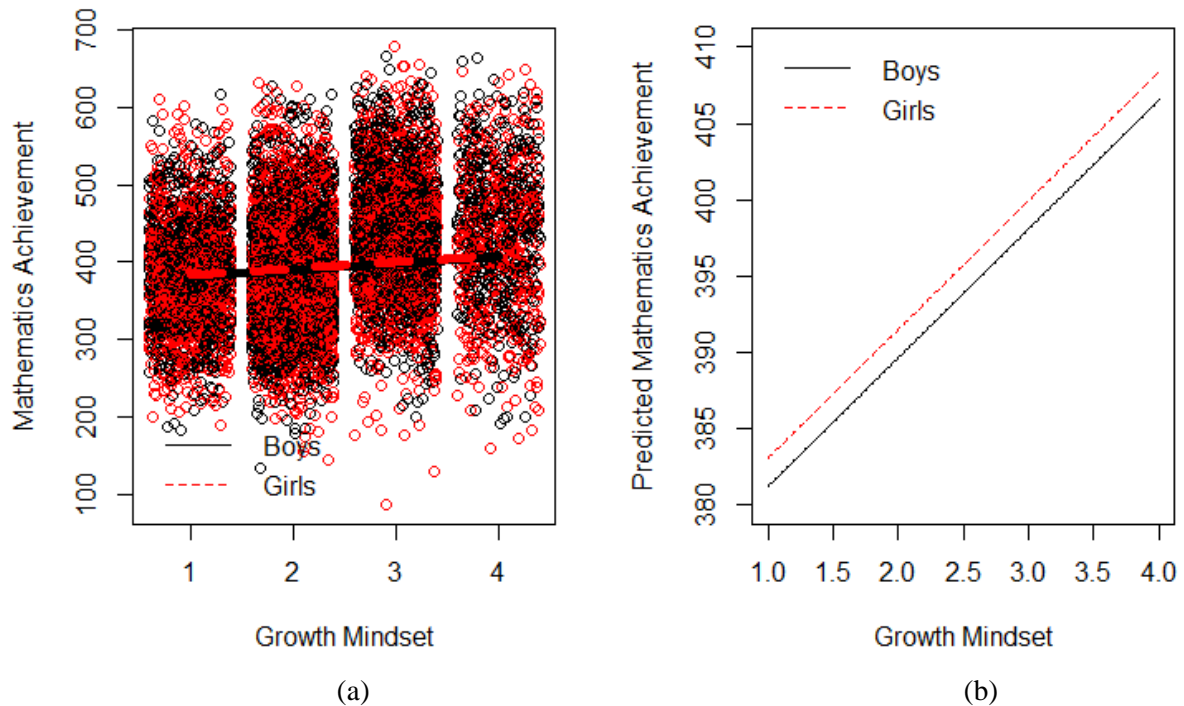 Mathematics Achievement
700
600
500
400
300
200
100
Boys
Girls
1 2 3 4
Growth Mindset
(a)
Predicted Mathematics Achievement
410
405
400
395
390
385
380
Boys
Girls
1.0 1.5 2.0 2.5 3.0 3.5 4.0
Growth Mindset
(b)